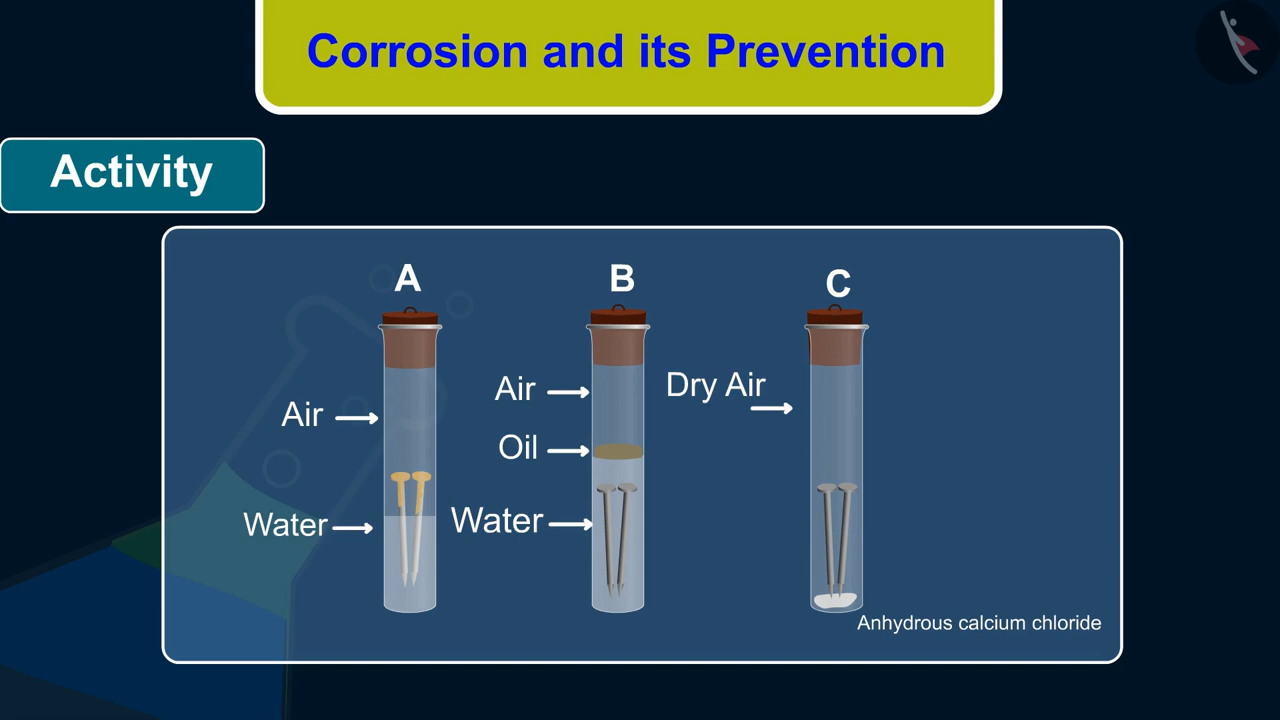 Corrosion and its Prevention
Activity
A
B
C
Air
Water
Air
Oil
Water
Dry Air
Anhydrous calcium chloride